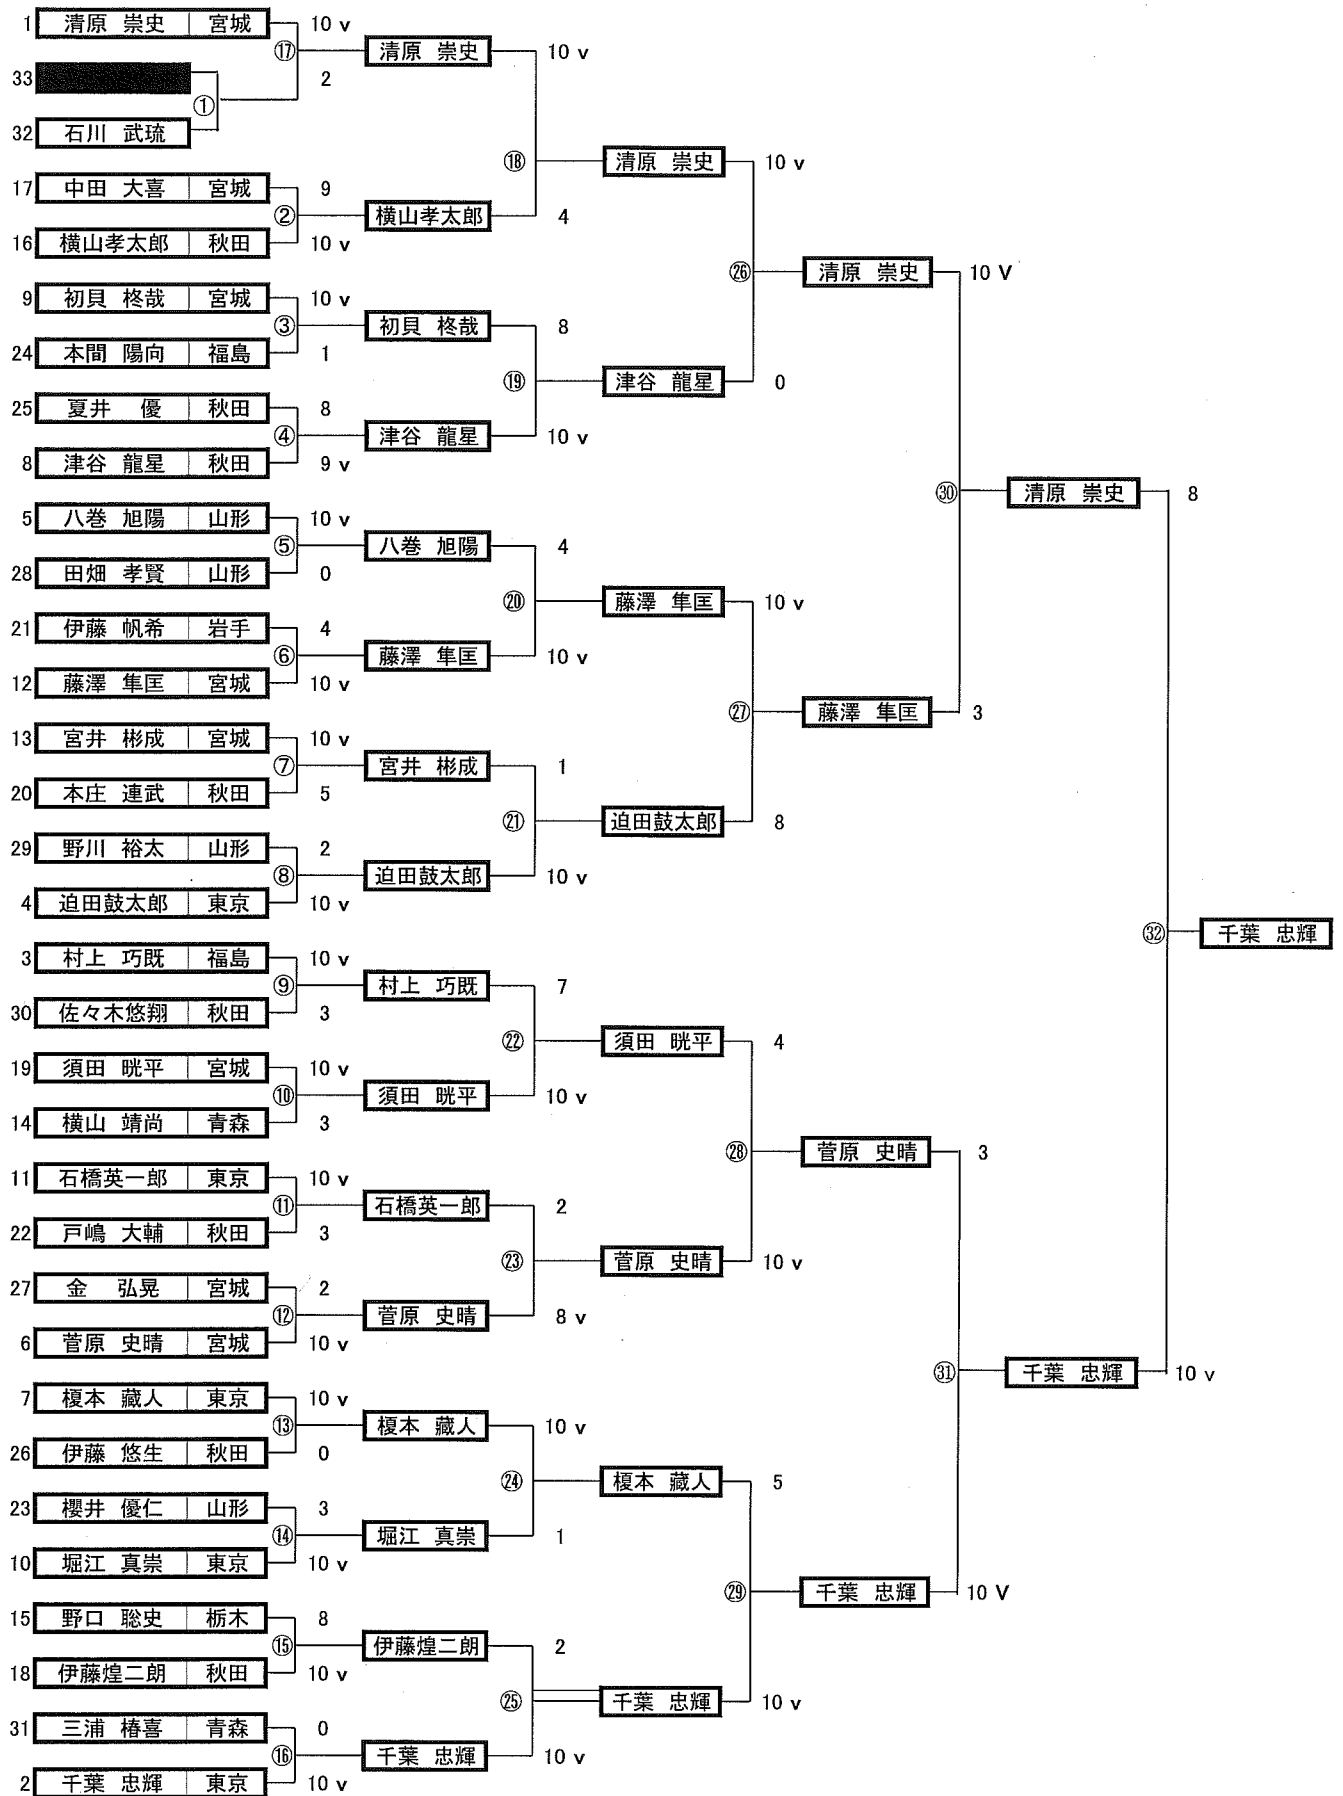 1 清原 崇史 宮城 10 v
⑰ 清原 崇史 10 v
33 2
①
32 石川 武琉
⑱ 清原 崇史 10 v
17 中田 大喜 宮城 9
② 横山孝太郎 4
16 横山孝太郎 秋田 10 v
㉖ 清原 崇史 10 V
9 初貝 柊哉 宮城 10 v
③ 初貝 柊哉 8
24 本間 陽向 福島 1
⑲ 津谷 龍星 0
25 夏井 優 秋田 8
④ 津谷 龍星 10 v
8 津谷 龍星 秋田 9 v
㉚ 清原 崇史 8
5 八巻 旭陽 山形 10 v
⑤ 八巻 旭陽 4
28 田畑 孝賢 山形 0
⑳ 藤澤 隼匡 10 v
21 伊藤 帆希 岩手 4
⑥ 藤澤 隼匡 10 v
12 藤澤 隼匡 宮城 10 v
㉗ 藤澤 隼匡 3
13 宮井 彬成 宮城 10 v
⑦ 宮井 彬成 1
20 本庄 連武 秋田 5
㉑ 迫田鼓太郎 8
29 野川 裕太 山形 2
⑧ 迫田鼓太郎 10 v
4 迫田鼓太郎 東京 10 v
㉜ 千葉 忠輝
3 村上 巧既 福島 10 v
⑨ 村上 巧既 7
30 佐々木悠翔 秋田 3
㉒ 須田 晄平 4
19 須田 晄平 宮城 10 v
⑩ 須田 晄平 10 v
14 横山 靖尚 青森 3
㉘ 菅原 史晴 3
11 石橋英一郎 東京 10 v
⑪ 石橋英一郎 2
22 戸嶋 大輔 秋田 3
㉓ 菅原 史晴 10 v
27 金 弘晃 宮城 2
⑫ 菅原 史晴 8 v
6 菅原 史晴 宮城 10 v
㉛ 千葉 忠輝 10 v
7 榎本 藏人 東京 10 v
⑬ 榎本 藏人 10 v
26 伊藤 悠生 秋田 0
㉔ 榎本 藏人 5
23 櫻井 優仁 山形 3
⑭ 堀江 真崇 1
10 堀江 真崇 東京 10 v
㉙ 千葉 忠輝 10 V
15 野口 聡史 栃木 8
⑮ 伊藤煌二朗 2
18 伊藤煌二朗 秋田 10 v
㉕ 千葉 忠輝 10 v
31 三浦 椿喜 青森 0
⑯ 千葉 忠輝 10 v
2 千葉 忠輝 東京 10 v